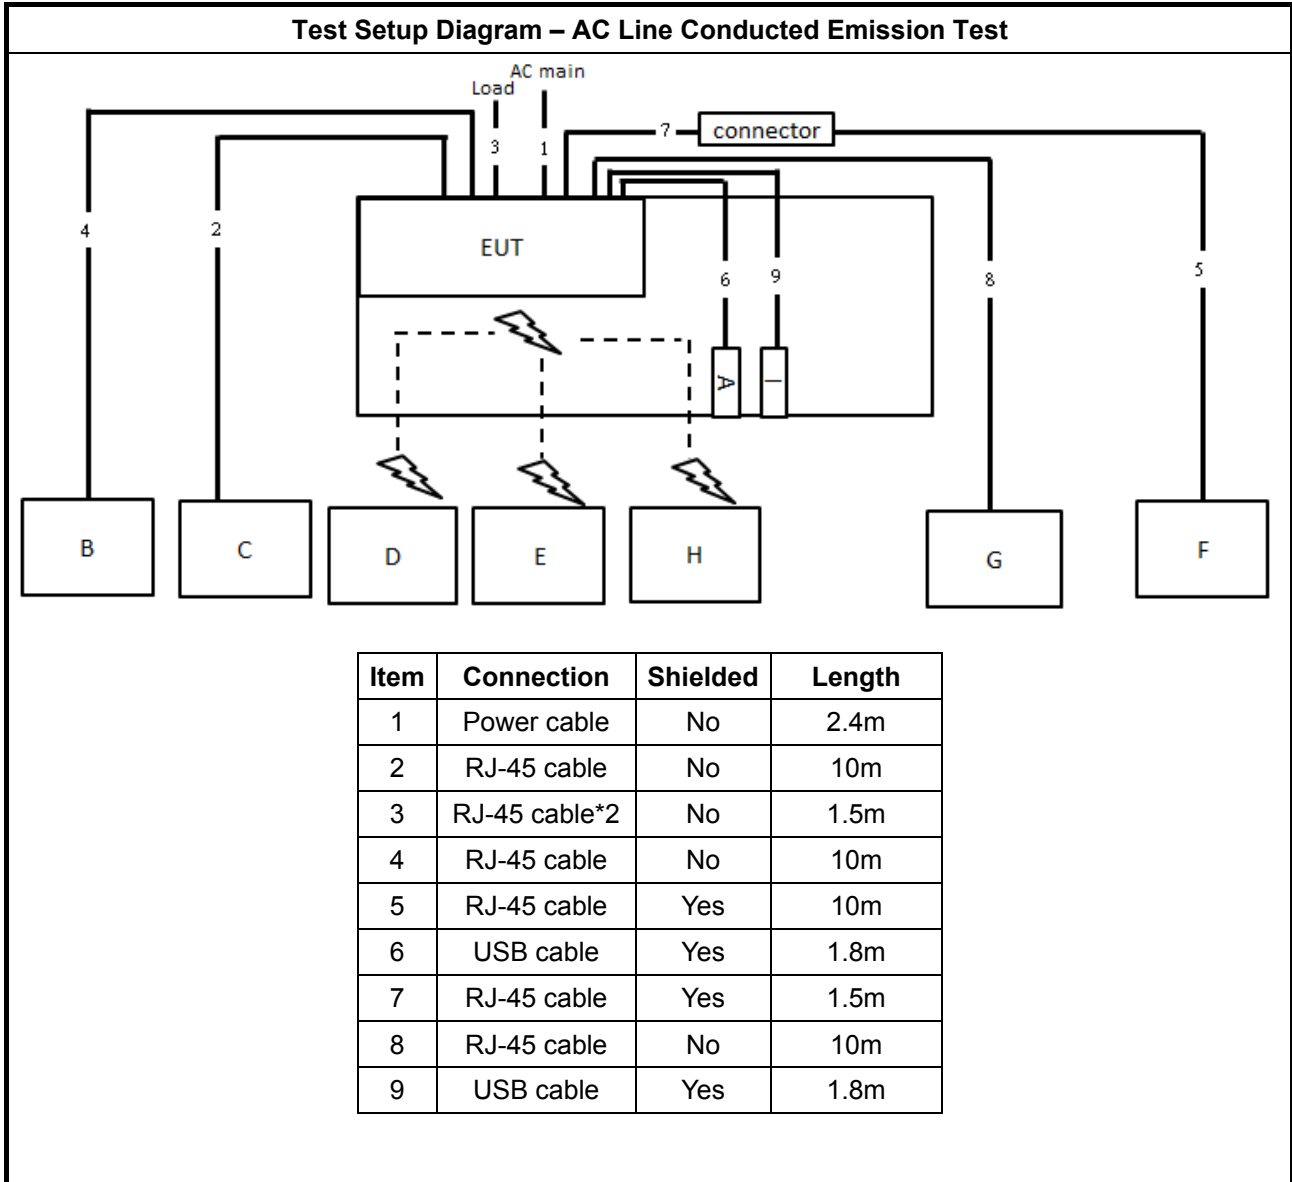 Test Setup Diagram – AC Line Conducted Emission Test
AC main
Load
7
connector
3
1
4
2
EUT
6
9
8
5
A
I
B
C
D
E
H
G
F
Item Connection Shielded Length
1 Power cable No 2.4m
2 RJ-45 cable No 10m
3 RJ-45 cable*2 No 1.5m
4 RJ-45 cable No 10m
5 RJ-45 cable Yes 10m
6 USB cable Yes 1.8m
7 RJ-45 cable Yes 1.5m
8 RJ-45 cable No 10m
9 USB cable Yes 1.8m